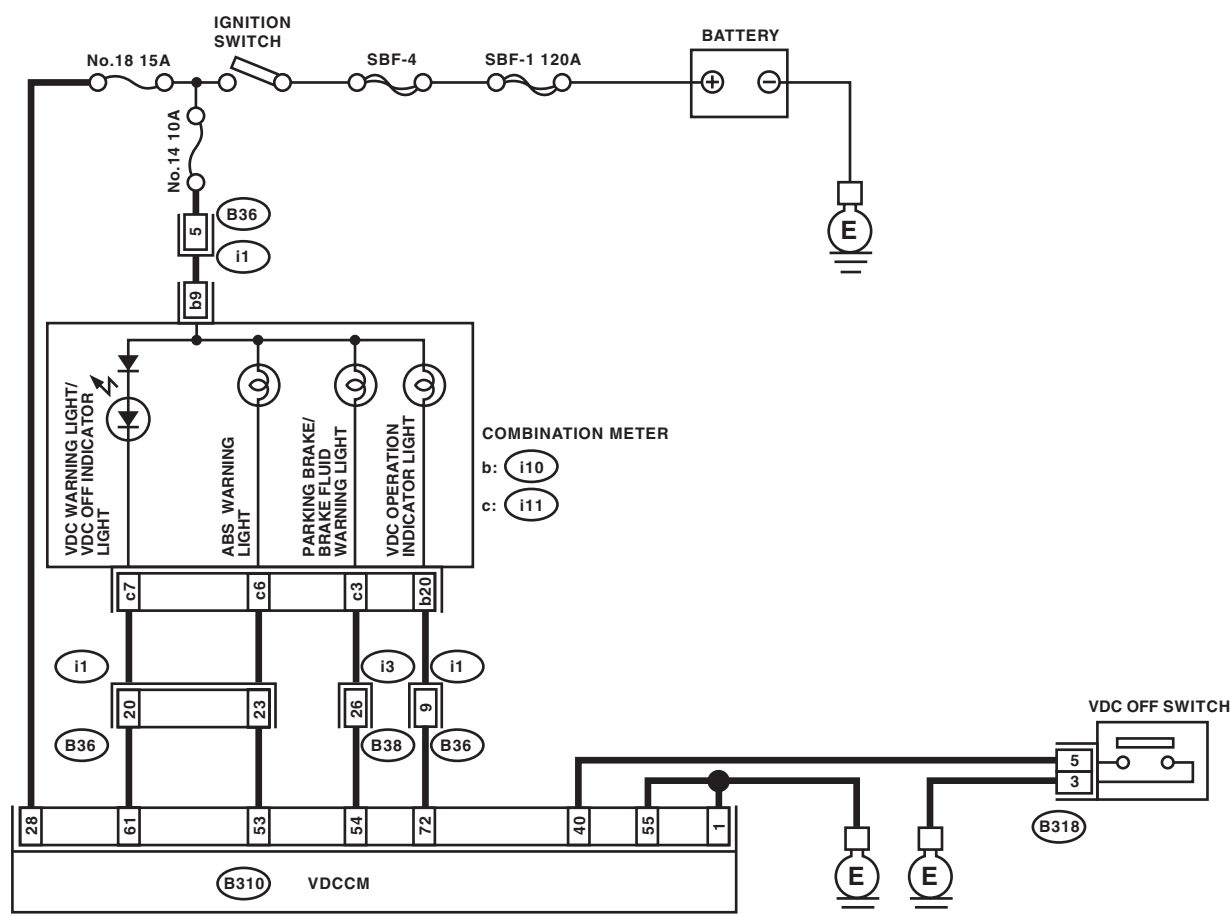 IGNITION
SWITCH
BATTERY
No.18 15A
SBF-4
SBF-1 120A
No.14 10A
E
B36
5
i1
b9
VDC WARNING LIGHT/
VDC OFF INDICATOR
LIGHT
ABS WARNING
LIGHT
PARKING BRAKE/
BRAKE FLUID
WARNING LIGHT
VDC OPERATION
INDICATOR LIGHT
COMBINATION METER
b: i10
c: i11
c7 c6 c3 b20
i1 i3 i1
20 23 26 9
B36 B38 B36
VDC OFF SWITCH
5
3
B318
28 61 53 54 72 40 55 1
E E
B310 VDCCM